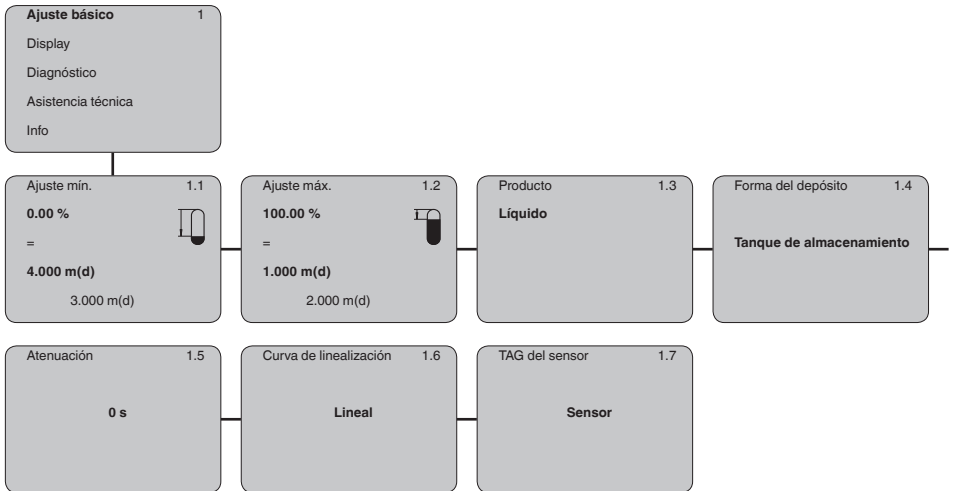 Ajuste básico 1
Display
Diagnóstico
Asistencia técnica
Info
Ajuste mín. 1.1
0.00 %
=
4.000 m(d)
3.000 m(d)
Ajuste máx. 1.2
100.00 %
=
1.000 m(d)
2.000 m(d)
Producto 1.3
Líquido
Forma del depósito 1.4
Tanque de almacenamiento
Atenuación 1.5
0 s
Curva de linealización 1.6
Lineal
TAG del sensor 1.7
Sensor